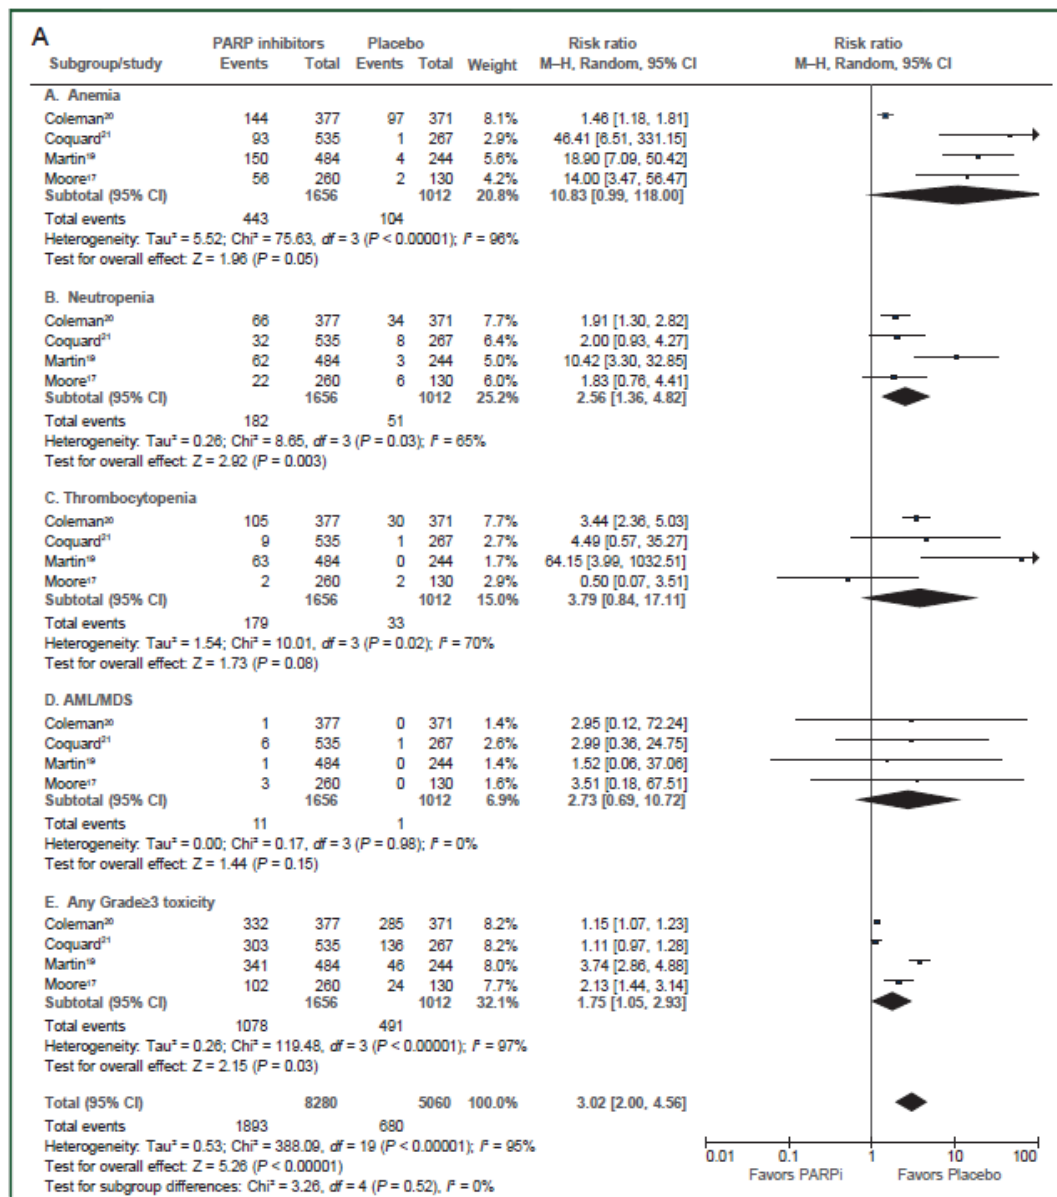 A
PARP inhibitors Placebo Risk ratio Risk ratio
Subgroup/study Events Total Events Total Weight M–H, Random, 95% CI M–H, Random, 95% CI
A. Anemia
Coleman²⁰ 144 377 97 371 8.1% 1.46 [1.18, 1.81]
Coquard²¹ 93 535 1 267 2.9% 46.41 [6.51, 331.15]
Martin¹⁹ 150 484 4 244 5.6% 18.90 [7.09, 50.42]
Moore¹⁷ 56 260 2 130 4.2% 14.00 [3.47, 56.47]
Subtotal (95% CI) 1656 1012 20.8% 10.83 [0.99, 118.00]
Total events 443 104
Heterogeneity: Tau² = 5.52; Chi² = 75.63, df = 3 (P < 0.00001); I² = 96%
Test for overall effect: Z = 1.96 (P = 0.05)
B. Neutropenia
Coleman²⁰ 66 377 34 371 7.7% 1.91 [1.30, 2.82]
Coquard²¹ 32 535 8 267 6.4% 2.00 [0.93, 4.27]
Martin¹⁹ 62 484 3 244 5.0% 10.42 [3.30, 32.85]
Moore¹⁷ 22 260 6 130 6.0% 1.83 [0.76, 4.41]
Subtotal (95% CI) 1656 1012 25.2% 2.56 [1.36, 4.82]
Total events 182 51
Heterogeneity: Tau² = 0.26; Chi² = 8.65, df = 3 (P = 0.03); I² = 65%
Test for overall effect: Z = 2.92 (P = 0.003)
C. Thrombocytopenia
Coleman²⁰ 105 377 30 371 7.7% 3.44 [2.36, 5.03]
Coquard²¹ 9 535 1 267 2.7% 4.49 [0.57, 35.27]
Martin¹⁹ 63 484 0 244 1.7% 64.15 [3.99, 1032.51]
Moore¹⁷ 2 260 2 130 2.9% 0.50 [0.07, 3.51]
Subtotal (95% CI) 1656 1012 15.0% 3.79 [0.84, 17.11]
Total events 179 33
Heterogeneity: Tau² = 1.54; Chi² = 10.01, df = 3 (P = 0.02); I² = 70%
Test for overall effect: Z = 1.73 (P = 0.08)
D. AML/MDS
Coleman²⁰ 1 377 0 371 1.4% 2.95 [0.12, 72.24]
Coquard²¹ 6 535 1 267 2.6% 2.99 [0.36, 24.75]
Martin¹⁹ 1 484 0 244 1.4% 1.52 [0.06, 37.06]
Moore¹⁷ 3 260 0 130 1.6% 3.51 [0.18, 67.51]
Subtotal (95% CI) 1656 1012 6.9% 2.73 [0.69, 10.72]
Total events 11 1
Heterogeneity: Tau² = 0.00; Chi² = 0.17, df = 3 (P = 0.98); I² = 0%
Test for overall effect: Z = 1.44 (P = 0.15)
E. Any Grade≥3 toxicity
Coleman²⁰ 332 377 285 371 8.2% 1.15 [1.07, 1.23]
Coquard²¹ 303 535 136 267 8.2% 1.11 [0.97, 1.28]
Martin¹⁹ 341 484 46 244 8.0% 3.74 [2.86, 4.88]
Moore¹⁷ 102 260 24 130 7.7% 2.13 [1.44, 3.14]
Subtotal (95% CI) 1656 1012 32.1% 1.75 [1.05, 2.93]
Total events 1078 491
Heterogeneity: Tau² = 0.26; Chi² = 119.48, df = 3 (P < 0.00001); I² = 97%
Test for overall effect: Z = 2.15 (P = 0.03)
Total (95% CI) 8280 5060 100.0% 3.02 [2.00, 4.56]
Total events 1893 680
Heterogeneity: Tau² = 0.53; Chi² = 388.09, df = 19 (P < 0.00001); I² = 95%
Test for overall effect: Z = 5.26 (P < 0.00001)
Test for subgroup differences: Chi² = 3.26, df = 4 (P = 0.52), I² = 0%
0.01 0.1 1 10 100
Favors PARPi Favors Placebo